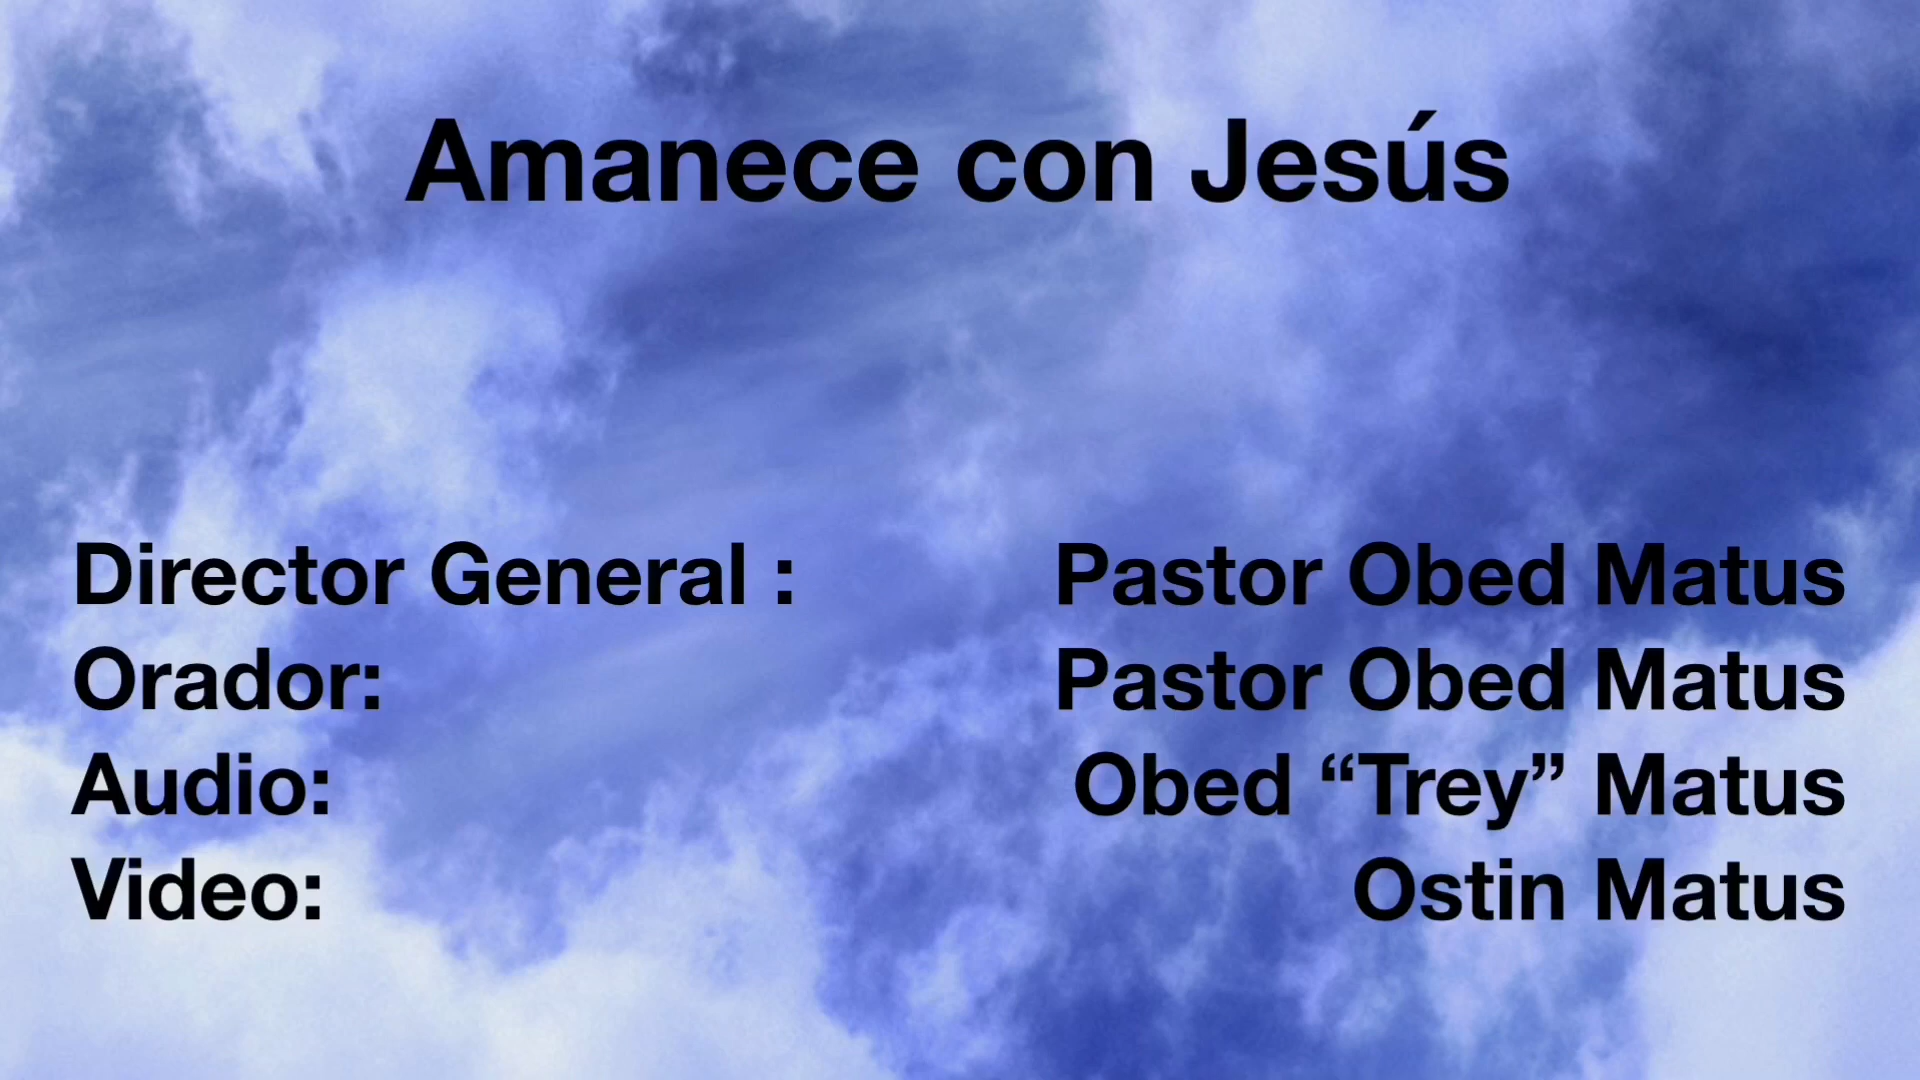 Amanece con Jesús
Director General : Pastor Obed Matus
Orador: Pastor Obed Matus
Audio: Obed “Trey” Matus
Video: Ostin Matus